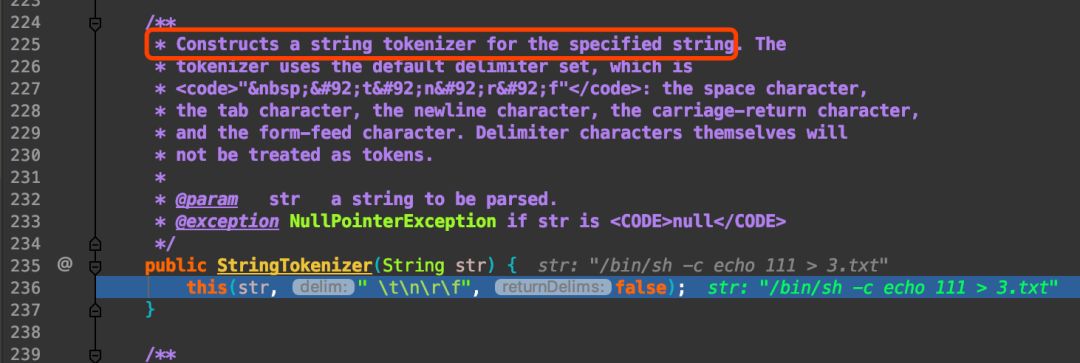 223
224 /**
225 * Constructs a string tokenizer for the specified string. The
226 * tokenizer uses the default delimiter set, which is
227 * <code>"&nbsp;&#92;t&#92;n&#92;r&#92;f"</code>: the space character,
228 * the tab character, the newline character, the carriage-return character,
229 * and the form-feed character. Delimiter characters themselves will
230 * not be treated as tokens.
231 *
232 * @param   str   a string to be parsed.
233 * @exception NullPointerException if str is <CODE>null</CODE>
234 */
235 @ public StringTokenizer(String str) {  str: "/bin/sh -c echo 111 > 3.txt"
236 this(str, delim: " \t\n\r\f", returnDelims: false);  str: "/bin/sh -c echo 111 > 3.txt"
237 }
238
239 /**